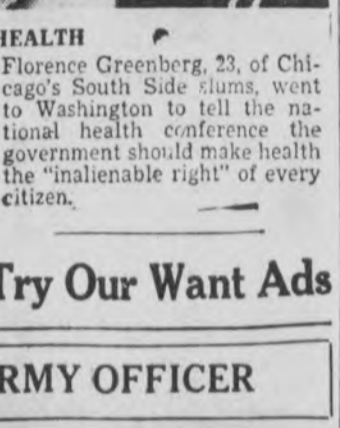 HEALTH
Florence Greenberg, 23, of Chi-
cago's South Side slums, went
to Washington to tell the na-
tional health conference the
government should make health
the "inalienable right" of every
citizen.
Try Our Want Ads
RMY OFFICER